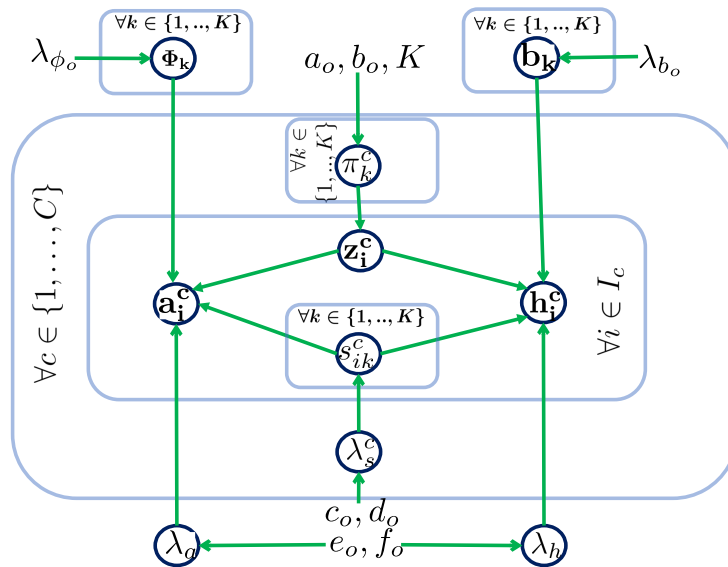 ∀k ∈ {1, .., K}
∀k ∈ {1, .., K}
λ_{ϕ_o}
Φ_k
a_o, b_o, K
b_k
λ_{b_o}
∀k ∈
{1, .., K}
π_k^c
∀c ∈ {1, . . . , C}
z_i^c
a_i^c
h_i^c
∀i ∈ I_c
∀k ∈ {1, .., K}
s_{ik}^c
λ_s^c
c_o, d_o
λ_a
e_o, f_o
λ_h